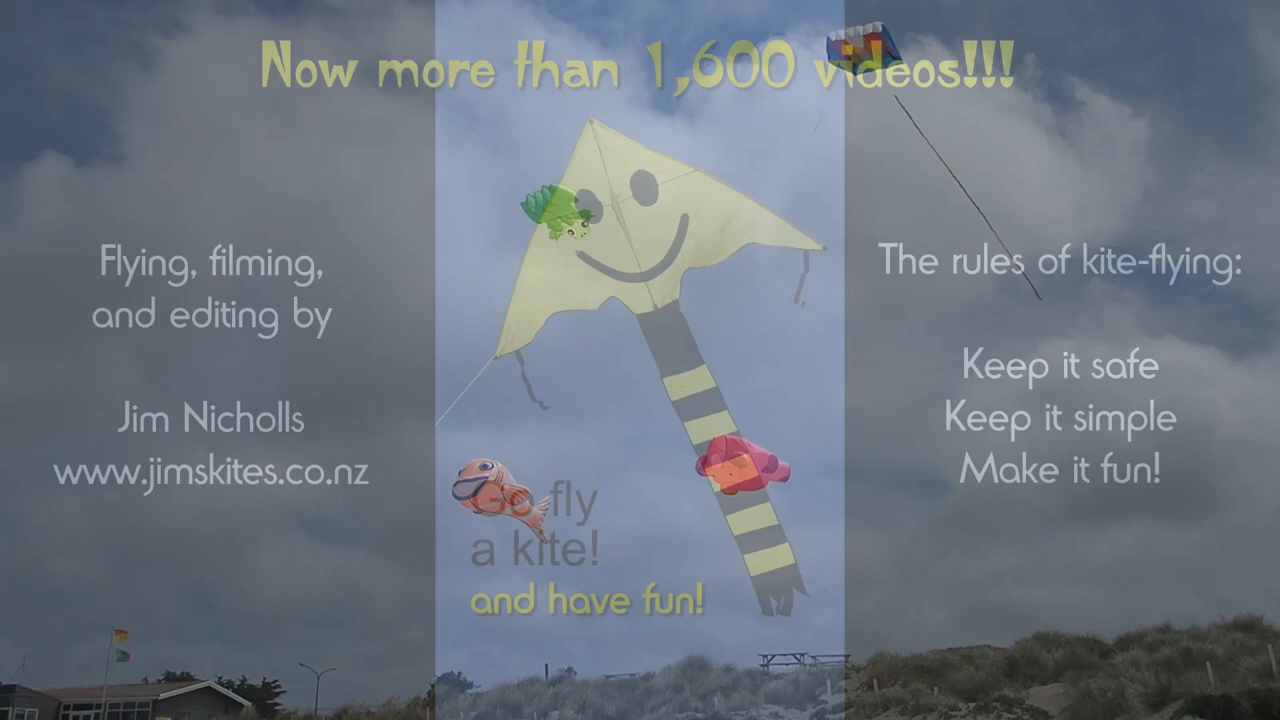 Now more than 1,600 videos!!!
Flying, filming,
and editing by
Jim Nicholls
www.jimskites.co.nz
Go fly
a kite!
and have fun!
The rules of kite-flying:
Keep it safe
Keep it simple
Make it fun!